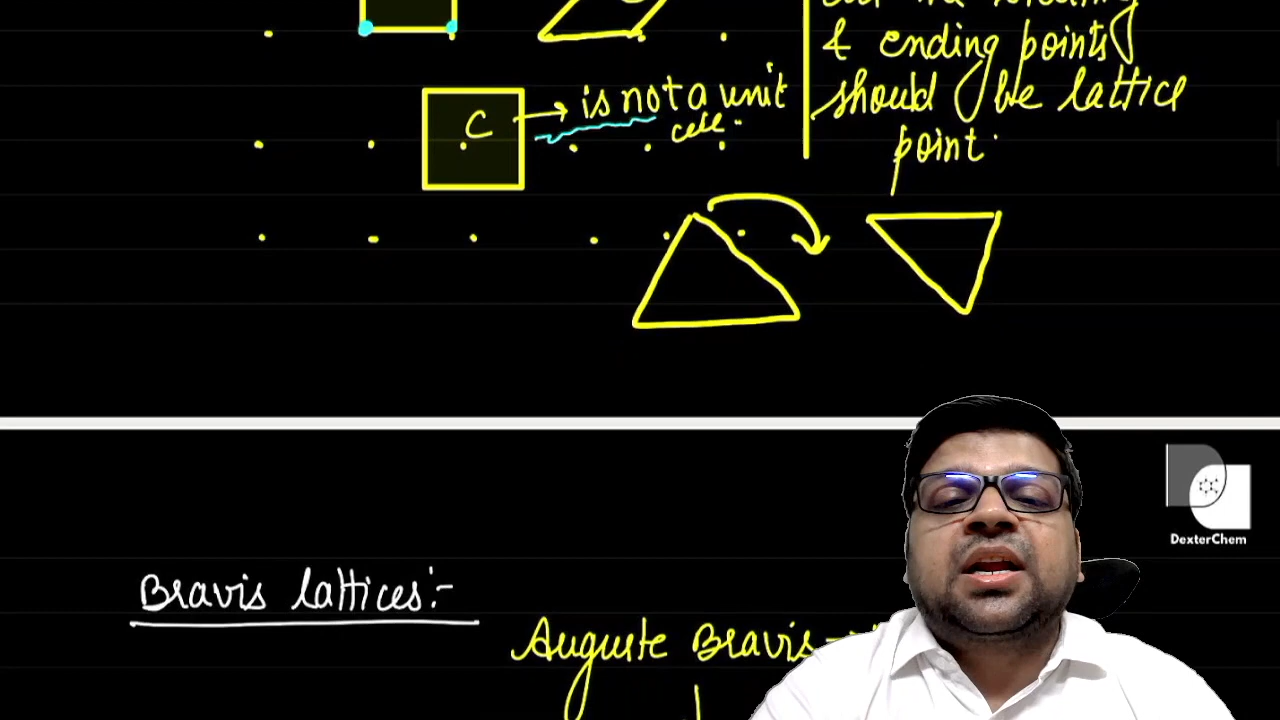 & ending points
should be lattice
point.
C → is not a unit
cell.
DexterChem
Bravis lattices:-
Auguste Bravis →